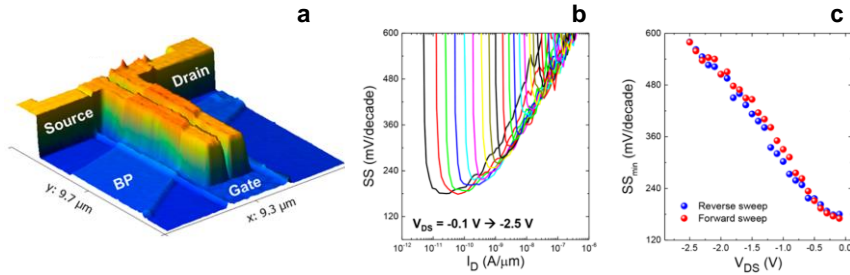 a
Source
Drain
BP
Gate
y: 9.7 µm
x: 9.3 µm
b
SS (mV/decade)
600
480
360
240
120
V_DS = -0.1 V → -2.5 V
10^-12 10^-11 10^-10 10^-9 10^-8 10^-7 10^-6
I_D (A/µm)
c
SS_min (mV/decade)
600
480
360
240
120
Reverse sweep
Forward sweep
-2.5 -2.0 -1.5 -1.0 -0.5 0.0
V_DS (V)